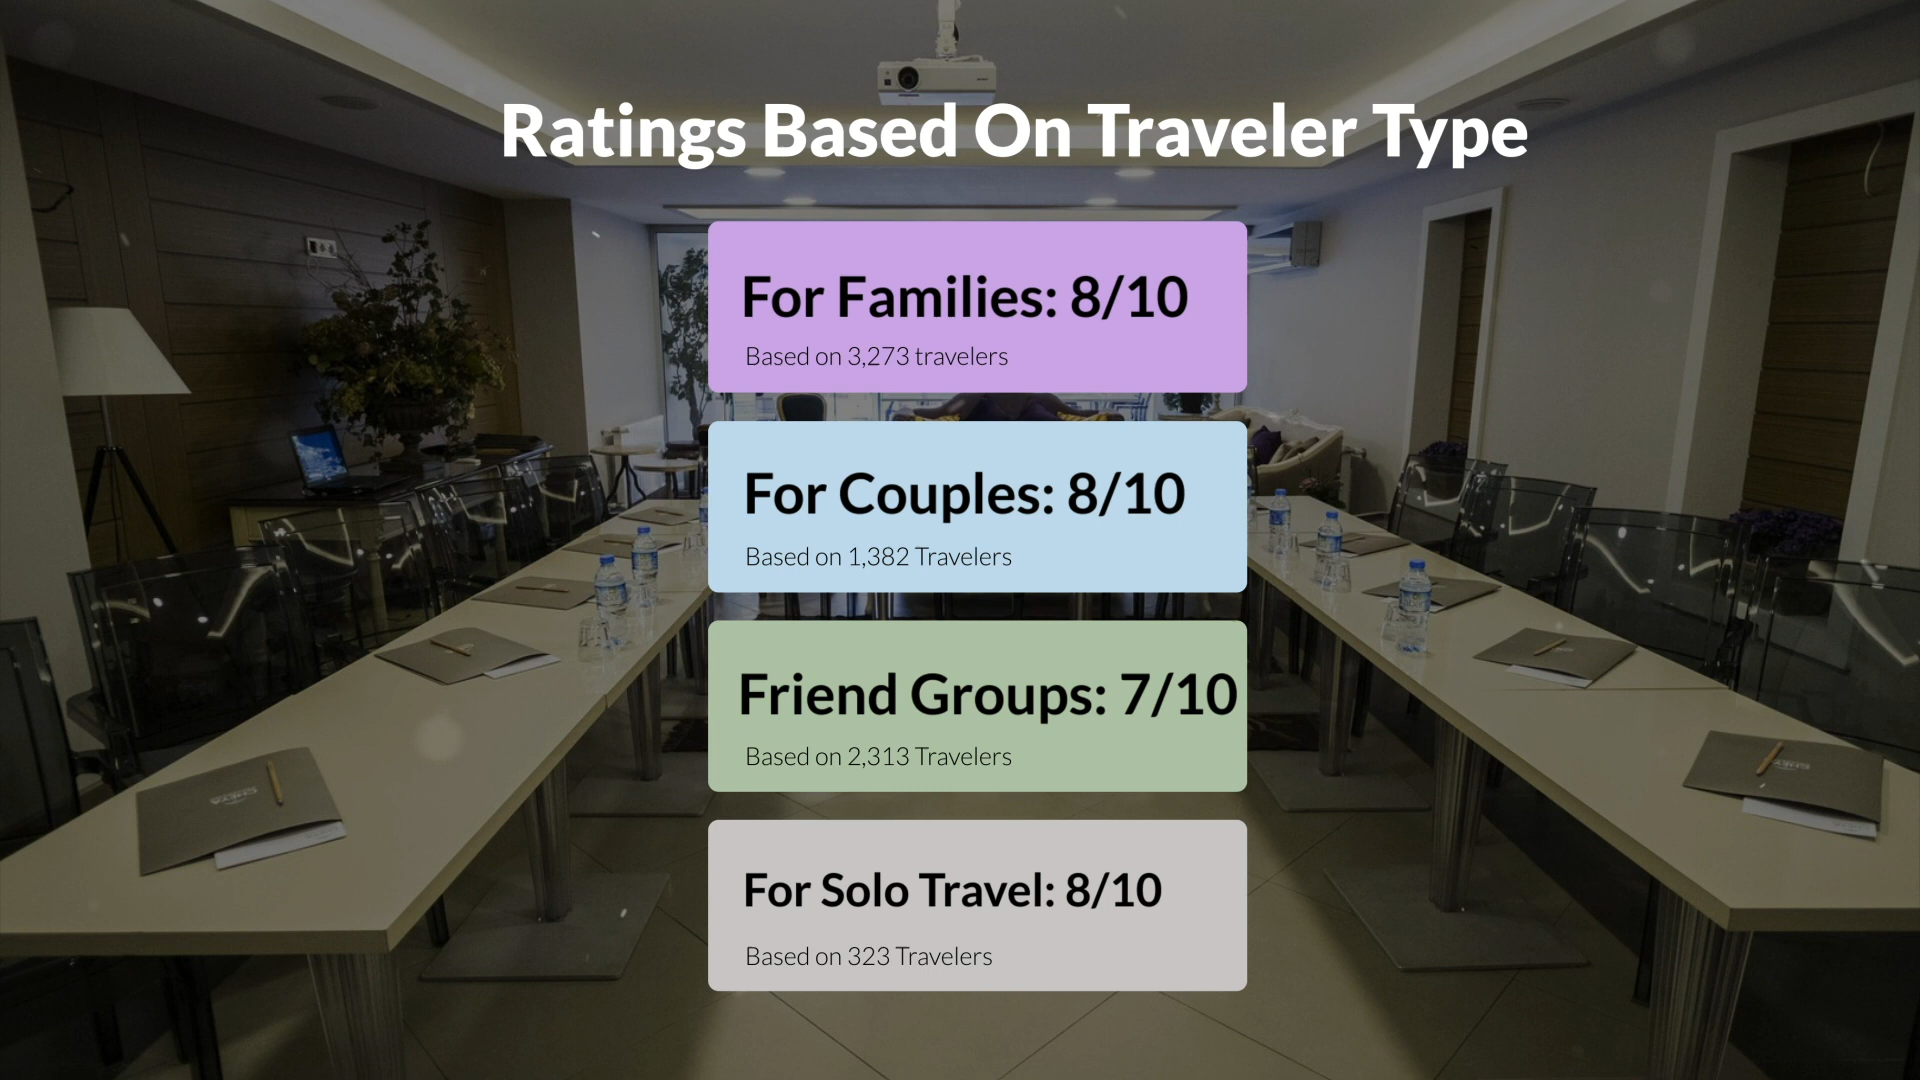 Ratings Based On Traveler Type
For Families: 8/10
Based on 3,273 travelers
For Couples: 8/10
Based on 1,382 Travelers
Friend Groups: 7/10
Based on 2,313 Travelers
For Solo Travel: 8/10
Based on 323 Travelers